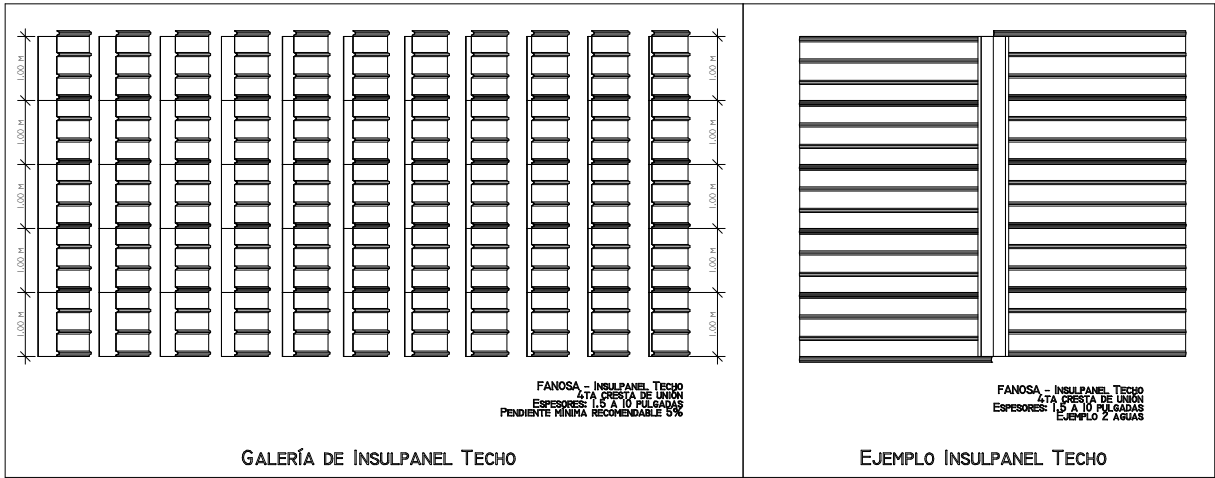 1.00 M
1.00 M
1.00 M
1.00 M
1.00 M
1.00 M
1.00 M
1.00 M
1.00 M
1.00 M
FANOSA - INSULPANEL TECHO
4TA CRESTA DE UNIÓN
ESPESORES: 1.5 A 10 PULGADAS
PENDIENTE MÍNIMA RECOMENDABLE 5%
GALERÍA DE INSULPANEL TECHO
FANOSA - INSULPANEL TECHO
4TA CRESTA DE UNIÓN
ESPESORES: 1.5 A 10 PULGADAS
EJEMPLO 2 AGUAS
EJEMPLO INSULPANEL TECHO